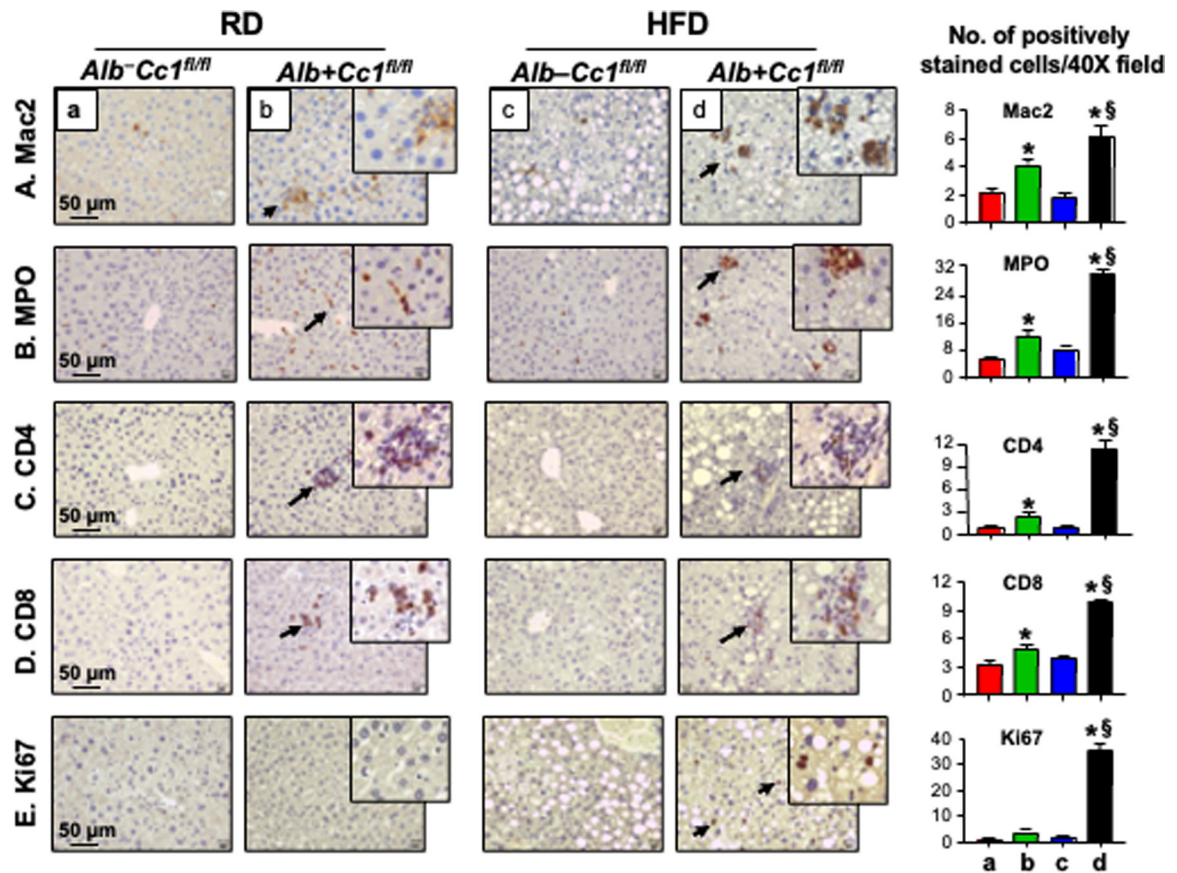 RD
HFD
No. of positively
stained cells/40X field
Alb–Cc1fl/fl
Alb+Cc1fl/fl
Alb–Cc1fl/fl
Alb+Cc1fl/fl
A. Mac2
a
b
c
d
50 µm
Mac2
8
6
4
2
0
*
*§
B. MPO
50 µm
MPO
32
24
16
8
0
*
*§
C. CD4
50 µm
CD4
12
9
6
3
0
*
*§
D. CD8
50 µm
CD8
12
9
6
3
0
*
*§
E. Ki67
50 µm
Ki67
40
30
20
10
0
*§
a b c d